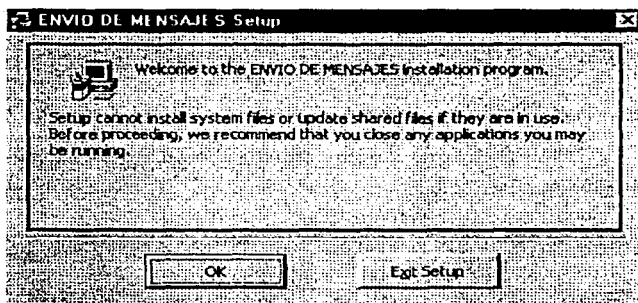 ENVIO DE MENSAJES Setup
Welcome to the ENVIO DE MENSAJES installation program.
Setup cannot install system files or update shared files if they are in use.
Before proceeding, we recommend that you close any applications you may
be running.
OK
Exit Setup